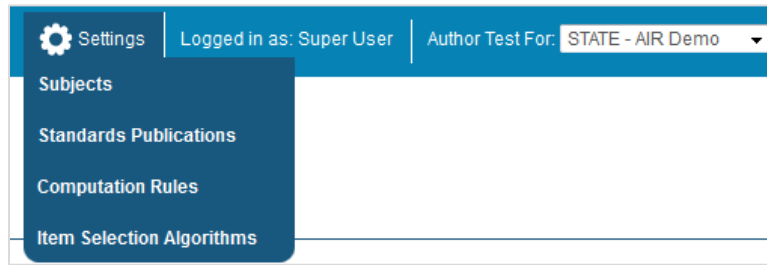 Settings Logged in as: Super User Author Test For: STATE - AIR Demo
Subjects
Standards Publications
Computation Rules
Item Selection Algorithms